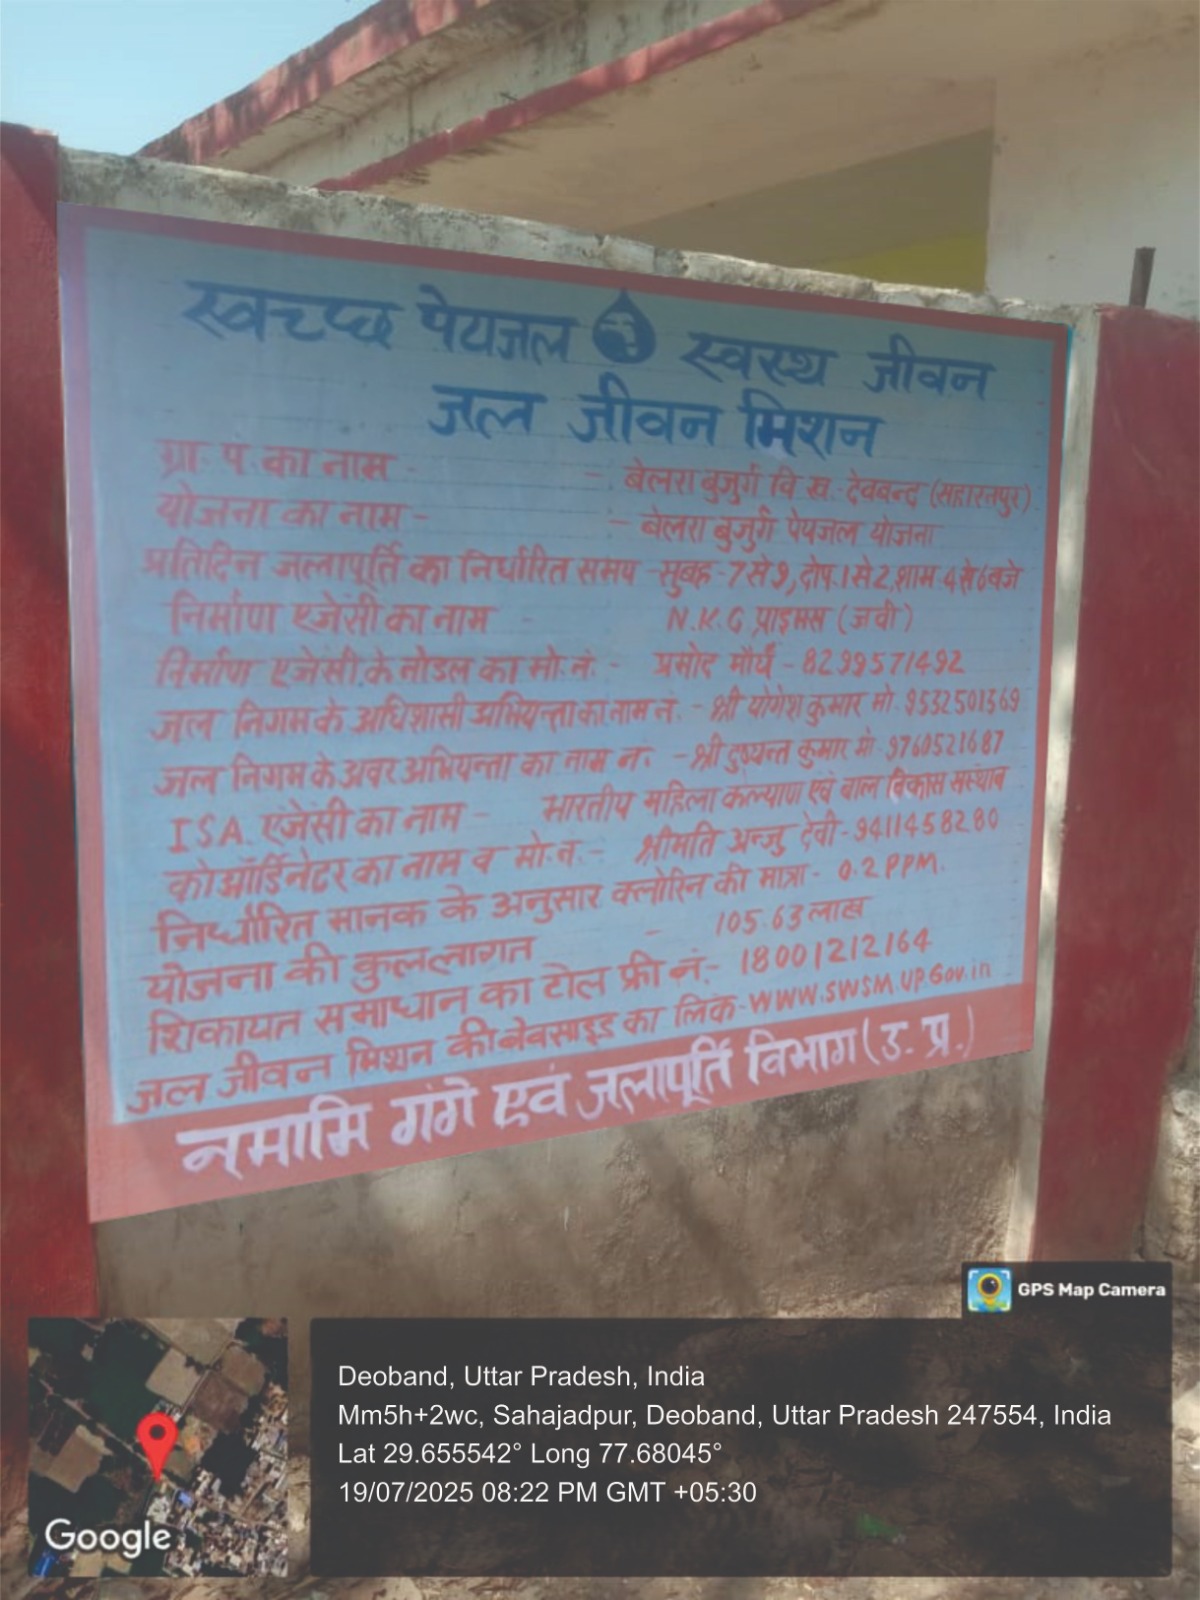 स्वच्प्छ पेयजल स्वस्थ जीवन
जल जीवन मिशन
ग्रा. पं. का नाम - - बेलरा बुजुर्ग वि.ख. देवबन्द (सहारनपुर)
योजना का नाम - - बेलरा बुजुर्ग पेयजल योजना
प्रतिदिन जलापूर्ति का निर्धारित समय - सुबह - 7 से 9, दोप. 1 से 2, शाम 4 से 6 बजे
निर्माण एजेंसी का नाम - N.K.G प्राइमस (जवी)
निर्माण एजेंसी के नोडल का मो. नं. - प्रमोद मौर्य - 8299571492
जल निगम के अधिशासी अभियन्ता का नाम नं. - श्री योगेश कुमार मो. 9532501569
जल निगम के अवर अभियन्ता का नाम न. - श्री दुष्यन्त कुमार मो. 9760521687
I.S.A. एजेंसी का नाम - भारतीय महिला कल्याण एवं बाल विकास संस्थान
कोऑर्डिनेटर का नाम व मो. न. - श्रीमति अन्जु देवी - 9411458280
निर्धारित मानक के अनुसार क्लोरिन की मात्रा - 0.2 PPM.
योजना की कुल लागत - 105.63 लाख
शिकायत समाधान का टोल फ्री नं. - 18001212164
जल जीवन मिशन की वेबसाइड का लिंक - WWW.SWSM.UP.Gov.in
नमामि गंगे एवं जलापूर्ति विभाग (उ. प्र.)
GPS Map Camera
Deoband, Uttar Pradesh, India
Mm5h+2wc, Sahajadpur, Deoband, Uttar Pradesh 247554, India
Lat 29.655542° Long 77.68045°
19/07/2025 08:22 PM GMT +05:30
Google